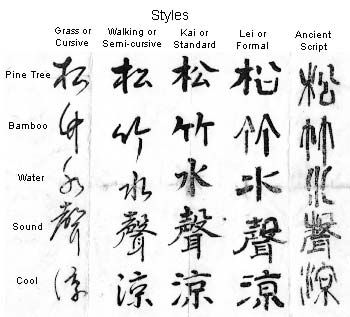 Styles
Grass or Cursive Walking or Semi-cursive Kai or Standard Lei or Formal Ancient Script
Pine Tree 松 松 松 松 松
Bamboo 竹 竹 竹 竹 竹
Water 水 水 水 水 水
Sound 聲 聲 聲 聲 聲
Cool 涼 涼 涼 涼 涼